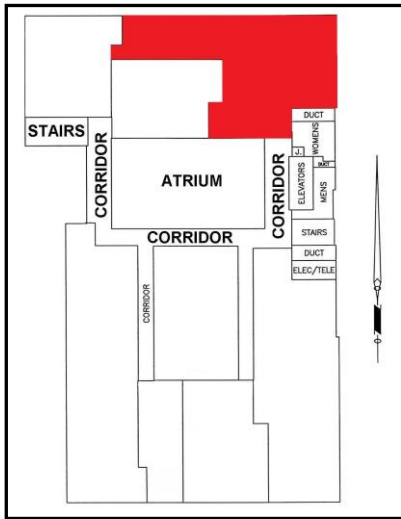 DUCT
STAIRS
WOMENS
J.
CORRIDOR
DUCT
ATRIUM
CORRIDOR
ELEVATORS
MENS
CORRIDOR
STAIRS
DUCT
ELEC/TELE
CORRIDOR